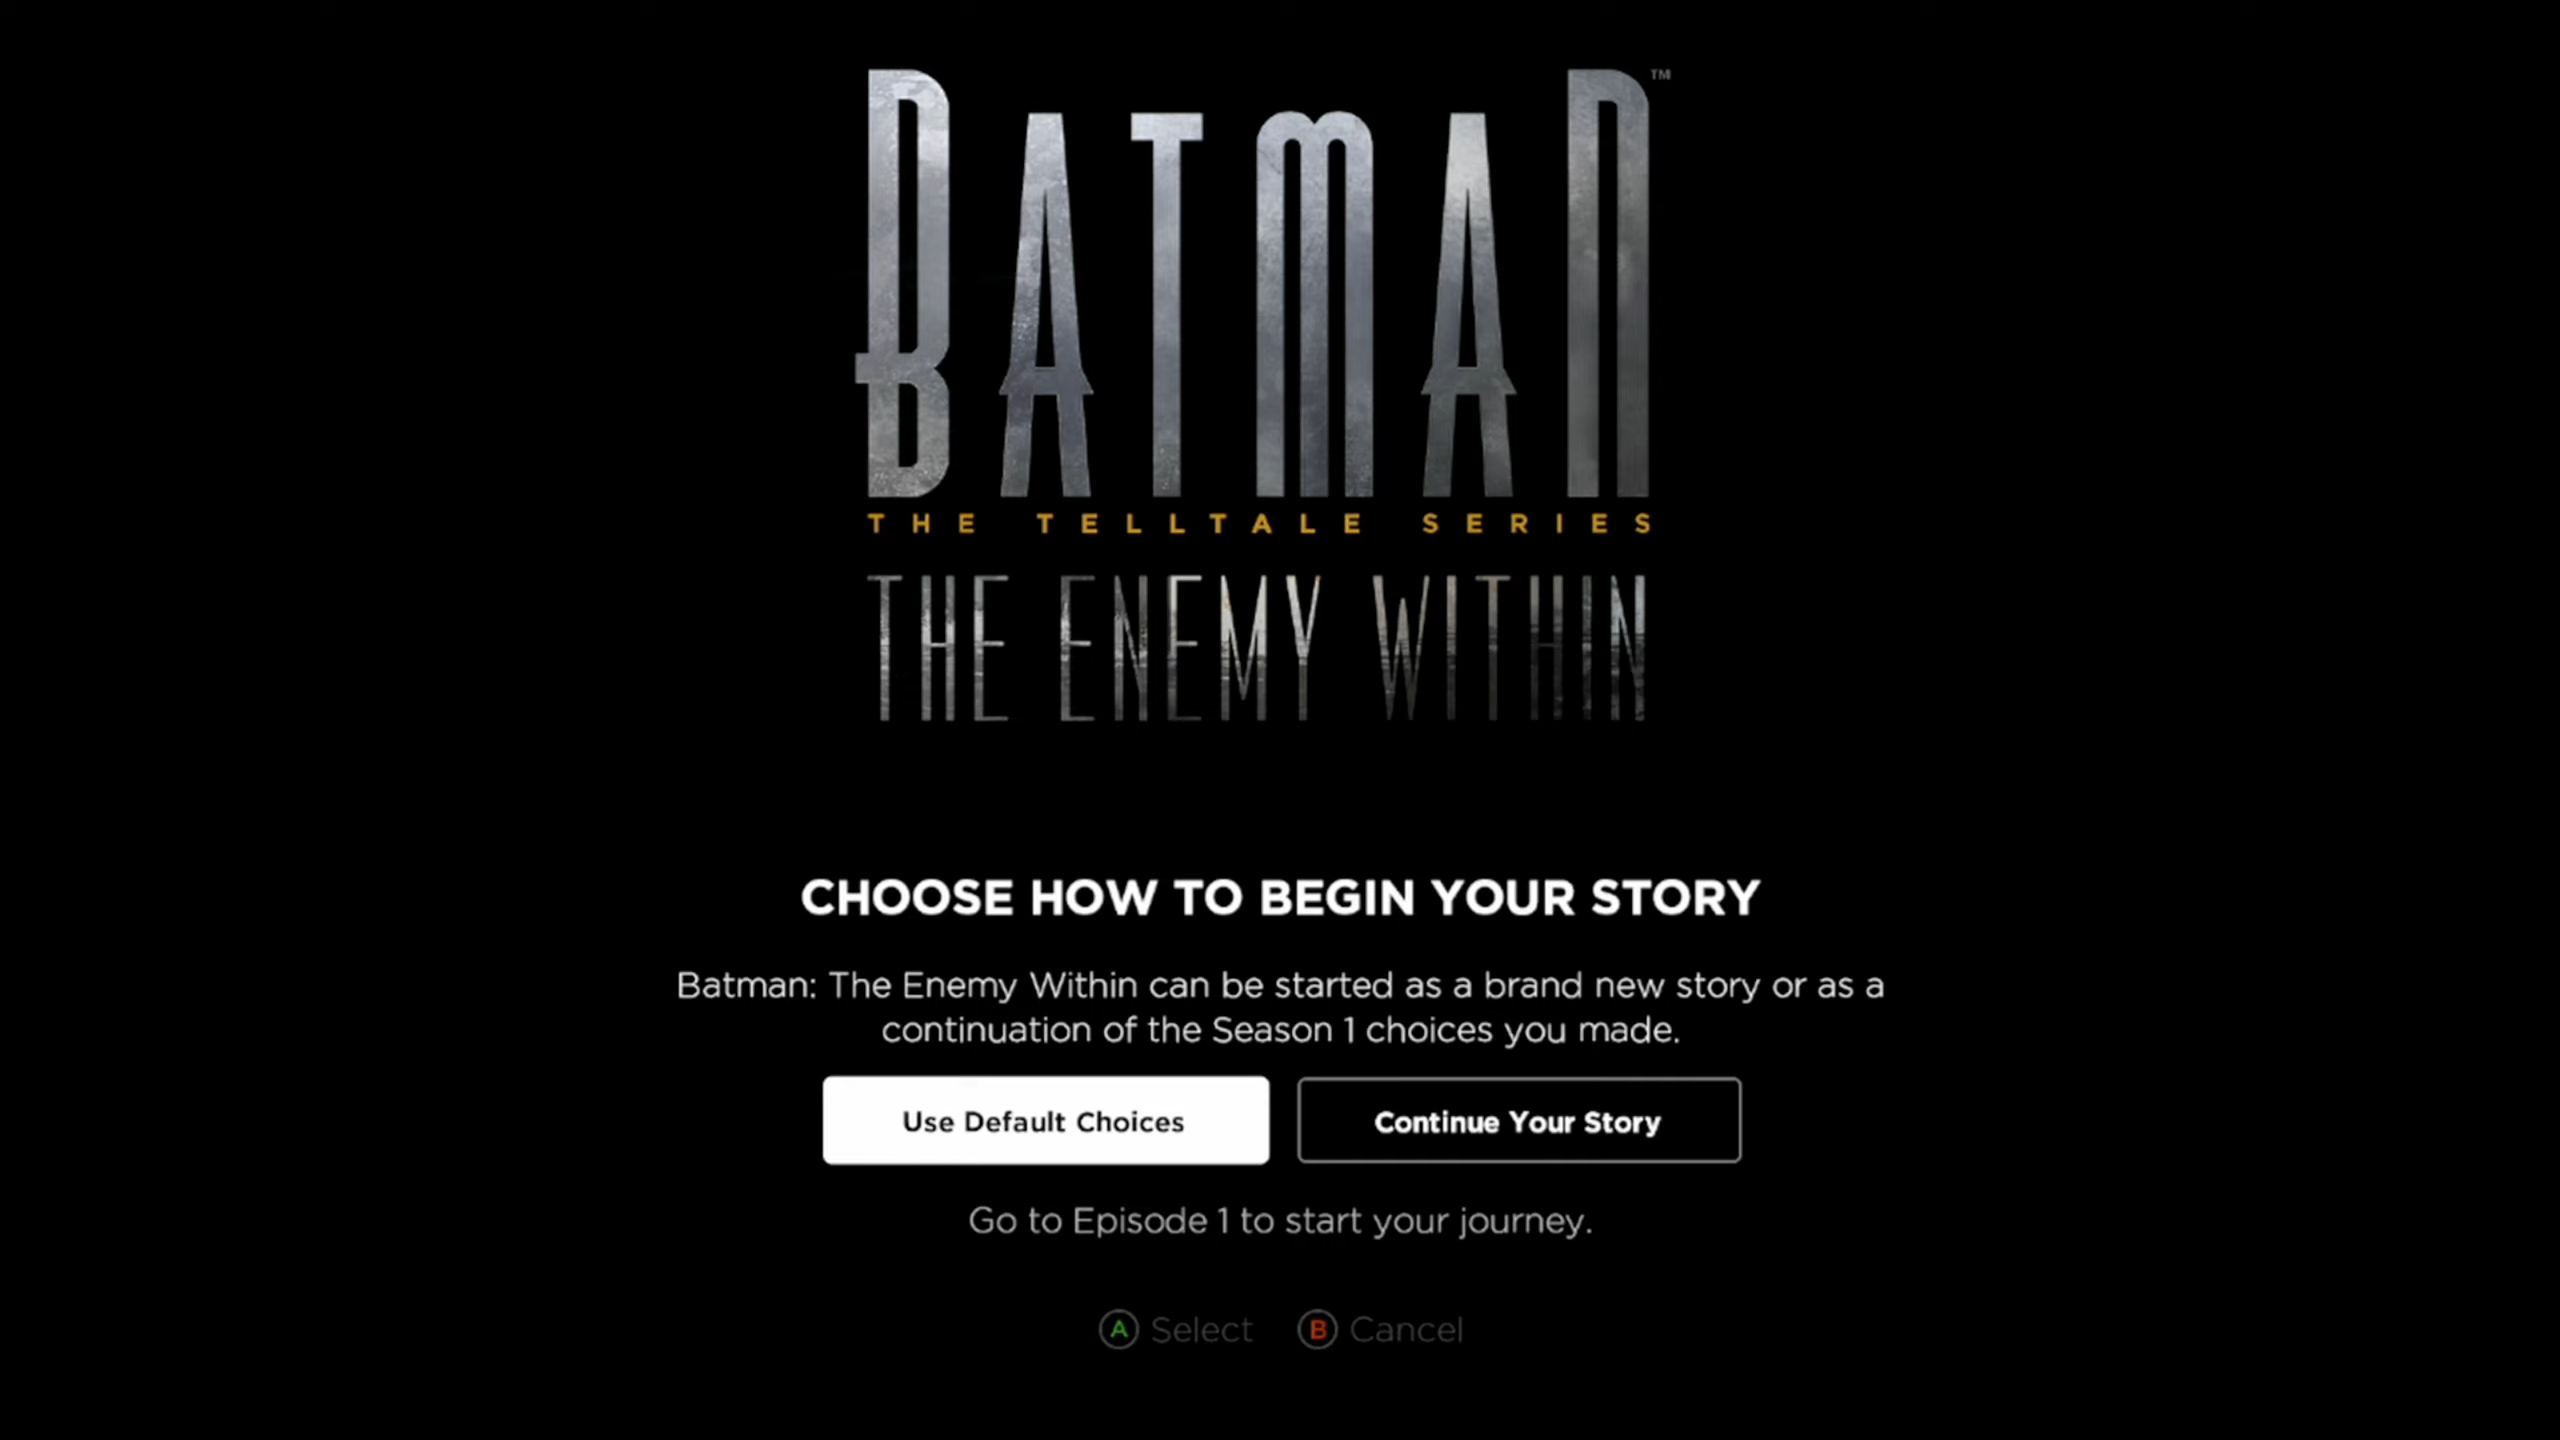 BATMAN™
THE TELLTALE SERIES
THE ENEMY WITHIN
CHOOSE HOW TO BEGIN YOUR STORY
Batman: The Enemy Within can be started as a brand new story or as a
continuation of the Season 1 choices you made.
Use Default Choices
Continue Your Story
Go to Episode 1 to start your journey.
A Select B Cancel